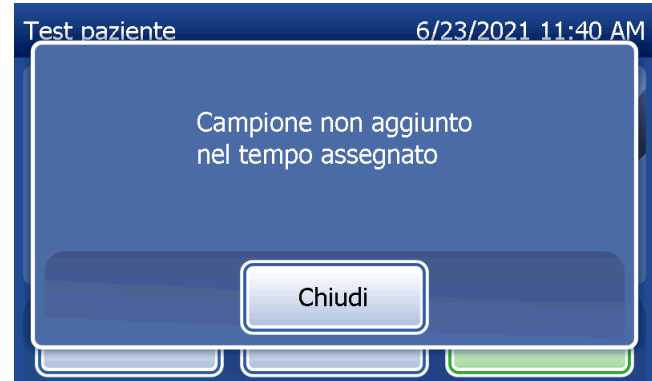 Test paziente 6/23/2021 11:40 AM
Campione non aggiunto
nel tempo assegnato
Chiudi